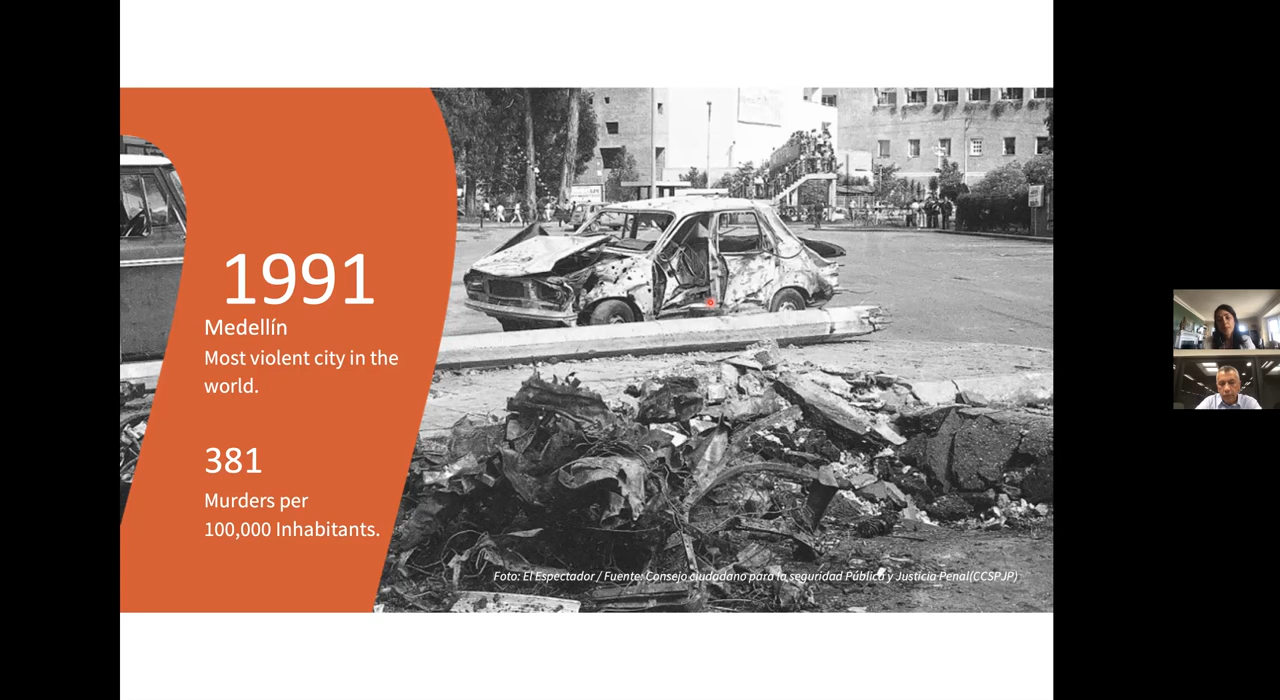 1991
Medellín
Most violent city in the
world.
381
Murders per
100,000 Inhabitants.
Foto: El Espectador / Fuente: Consejo ciudadano para la seguridad Pública y Justicia Penal(CCSPJP)